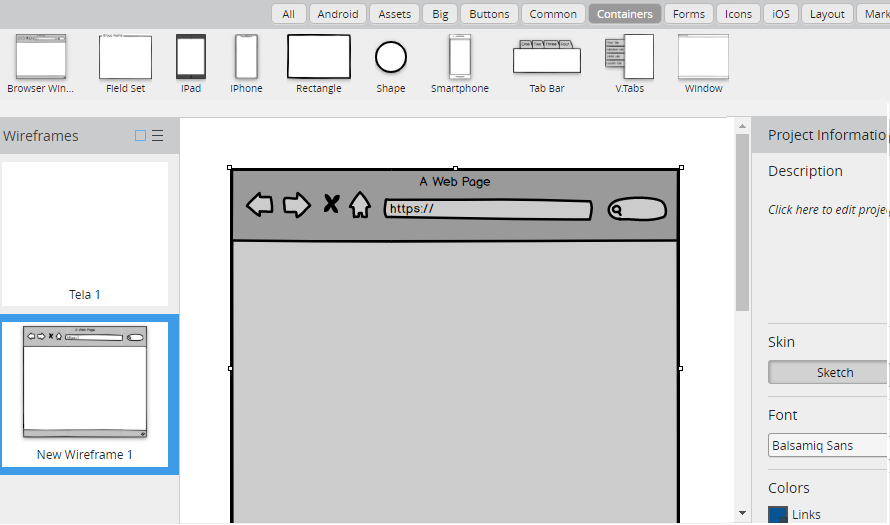 All Android Assets Big Buttons Common Containers Forms Icons iOS Layout Mark
Browser Win... Field Set IPad IPhone Rectangle Shape Smartphone Tab Bar V.Tabs Window
Wireframes
Tela 1
A Web Page
New Wireframe 1
A Web Page
https://
Project Informatio
Description
Click here to edit proje
Skin
Sketch
Font
Balsamiq Sans
Colors
Links